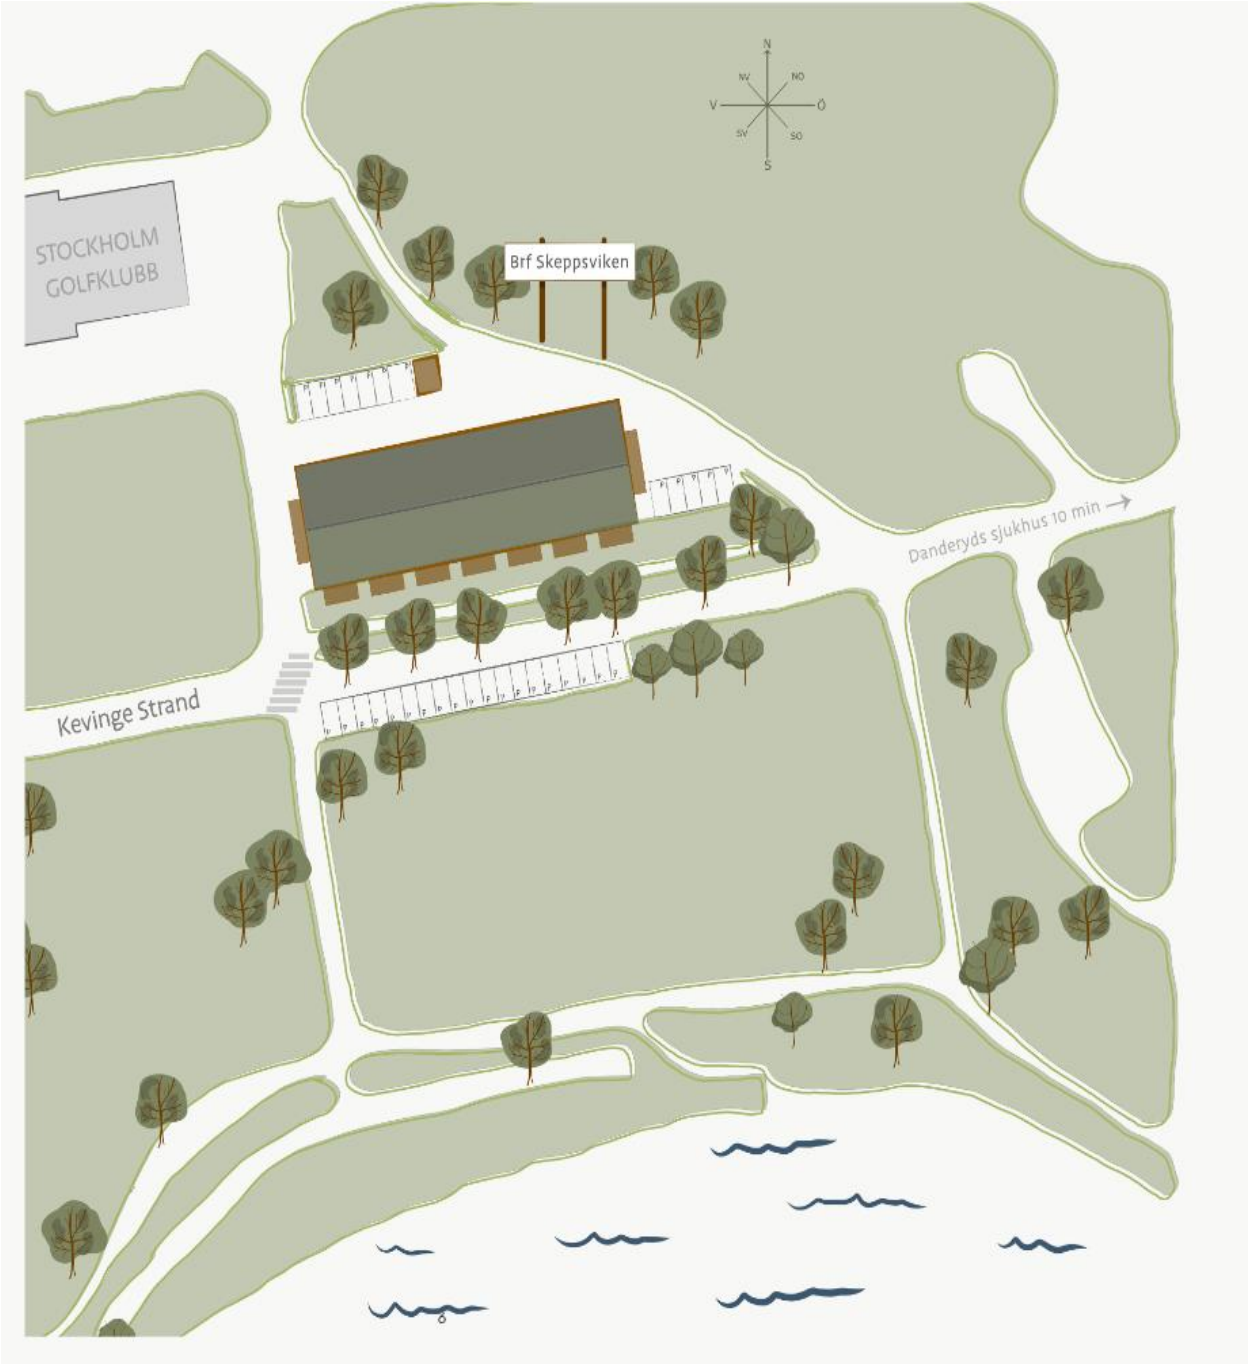 N
NV
NO
V
Ö
SV
SO
S
STOCKHOLM
GOLFKLUBB
Brf Skeppsviken
Danderyds sjukhus 10 min
Kevinge Strand